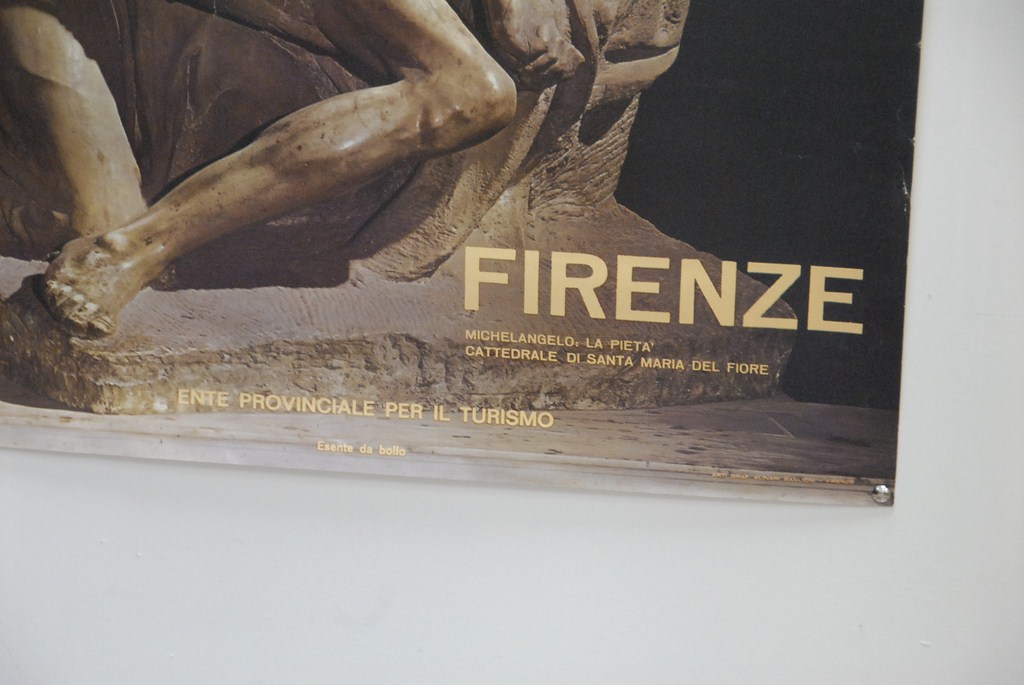 FIRENZE
MICHELANGELO: LA PIETA'
CATTEDRALE DI SANTA MARIA DEL FIORE
ENTE PROVINCIALE PER IL TURISMO
Esente da bollo